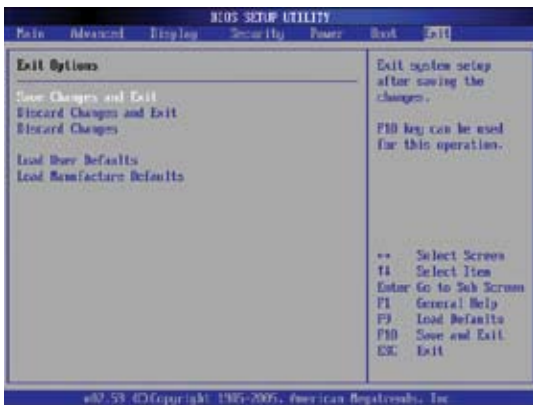 BIOS SETUP UTILITY
Main Advanced Display Security Power Boot Exit
Exit Options
Save Changes and Exit
Discard Changes and Exit
Discard Changes
Load User Defaults
Load Manufacture Defaults
Exit system setup
after saving the
changes.
F10 key can be used
for this operation.
↔ Select Screen
↑↓ Select Item
Enter Go to Sub Screen
F1 General Help
F9 Load Defaults
F10 Save and Exit
ESC Exit
v02.59 (C)Copyright 1985-2005, American Megatrends, Inc.